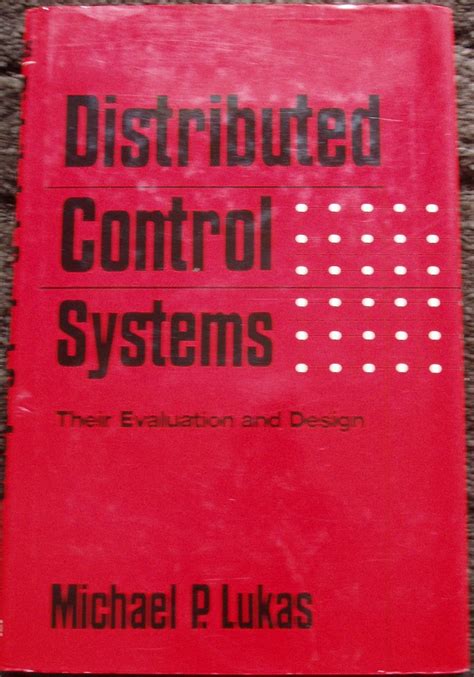 Distributed
Control
Systems
Their Evaluation and Design
Michael P. Lukas